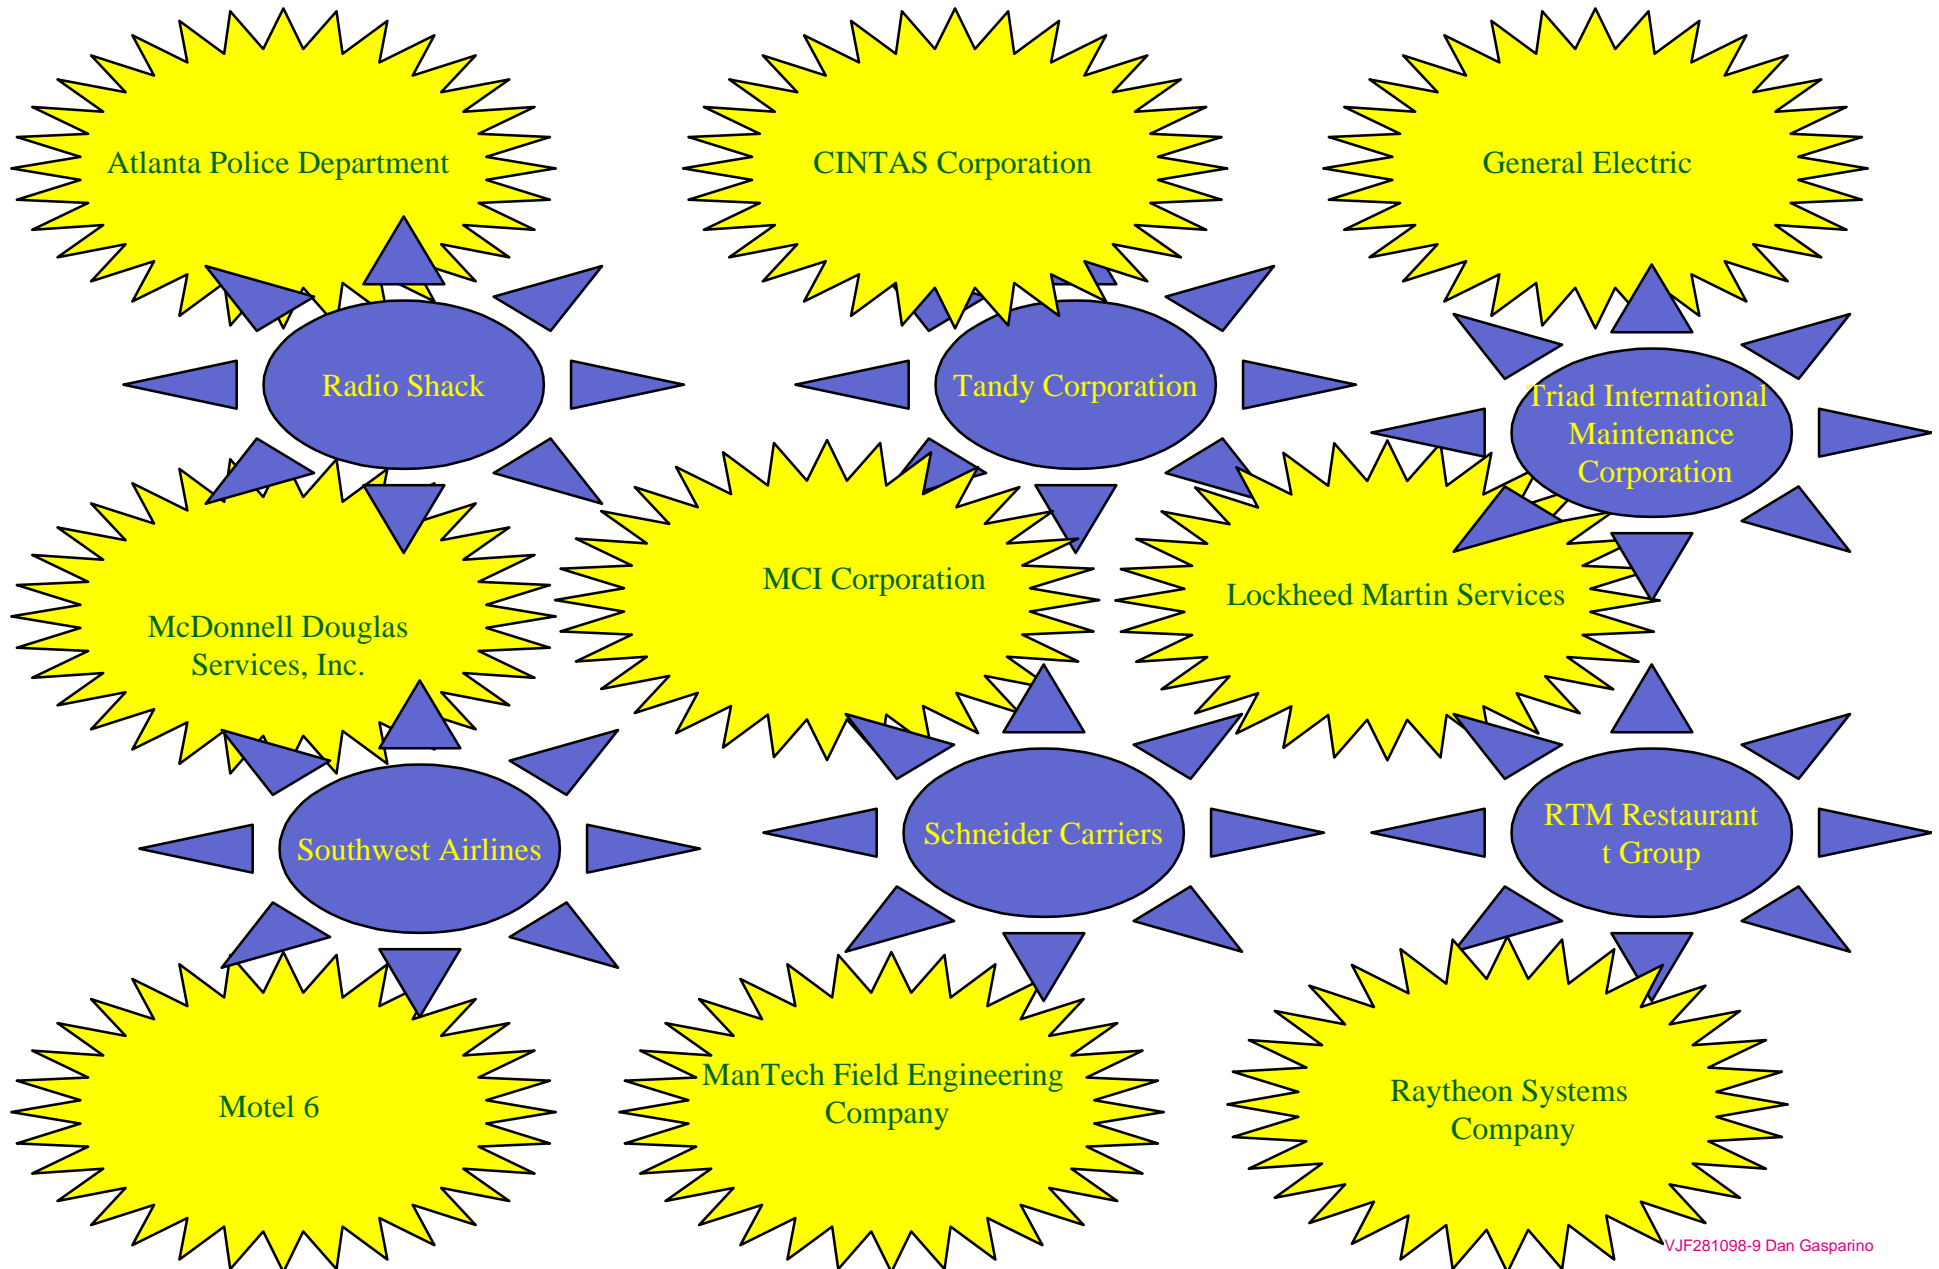 Atlanta Police Department
CINTAS Corporation
General Electric
Radio Shack
Tandy Corporation
Triad International
Maintenance
Corporation
McDonnell Douglas
Services, Inc.
MCI Corporation
Lockheed Martin Services
Southwest Airlines
Schneider Carriers
RTM Restaurant
t Group
Motel 6
ManTech Field Engineering
Company
Raytheon Systems
Company
VJF281098-9 Dan Gasparino